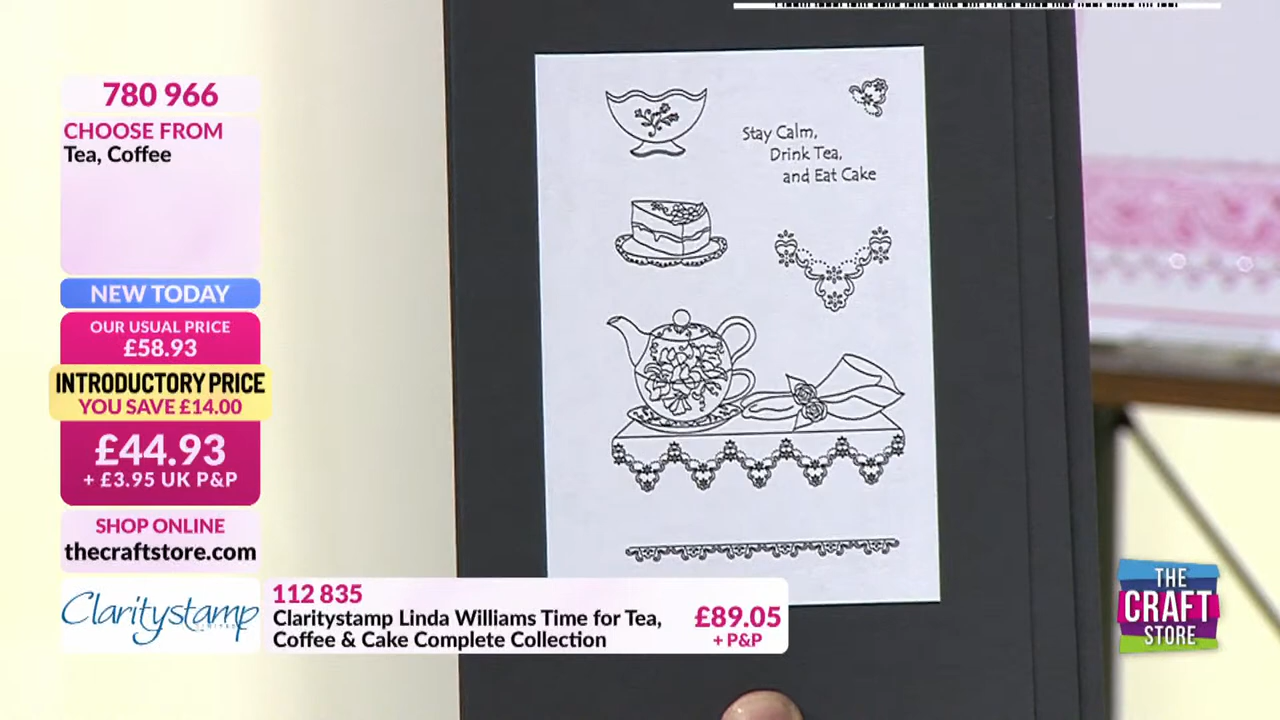 780 966
CHOOSE FROM
Tea, Coffee
NEW TODAY
OUR USUAL PRICE
£58.93
INTRODUCTORY PRICE
YOU SAVE £14.00
£44.93
+ £3.95 UK P&P
SHOP ONLINE
thecraftstore.com
Claritystamp
LIMITED
112 835
Claritystamp Linda Williams Time for Tea,
Coffee & Cake Complete Collection
£89.05
+ P&P
Stay Calm,
Drink Tea,
and Eat Cake
THE
CRAFT
STORE